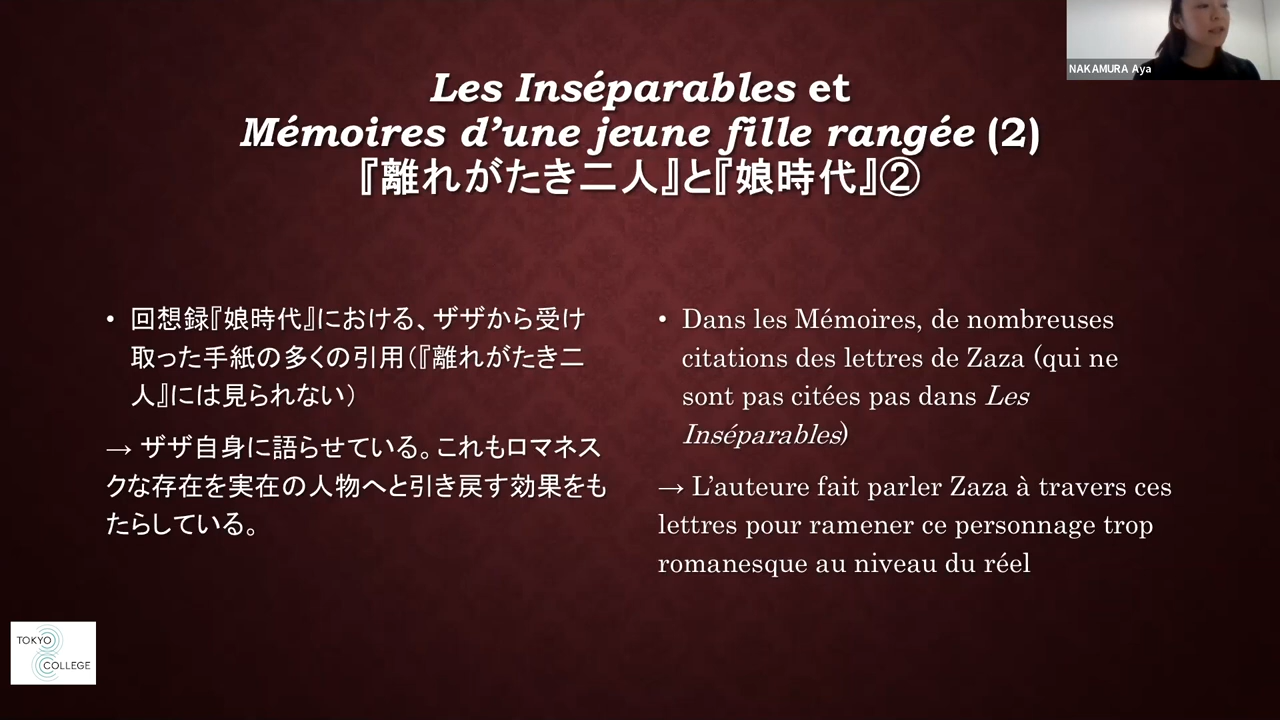 NAKAMURA Aya
Les Inséparables et
Mémoires d’une jeune fille rangée (2)
『離れがたき二人』と『娘時代』②
• 回想録『娘時代』における、ザザから受け
取った手紙の多くの引用(『離れがたき二
人』には見られない)
→ ザザ自身に語らせている。これもロマネス
クな存在を実在の人物へと引き戻す効果をも
たらしている。
• Dans les Mémoires, de nombreuses
citations des lettres de Zaza (qui ne
sont pas citées pas dans Les
Inséparables)
→ L’auteure fait parler Zaza à travers ces
lettres pour ramener ce personnage trop
romanesque au niveau du réel
TOKYO
COLLEGE